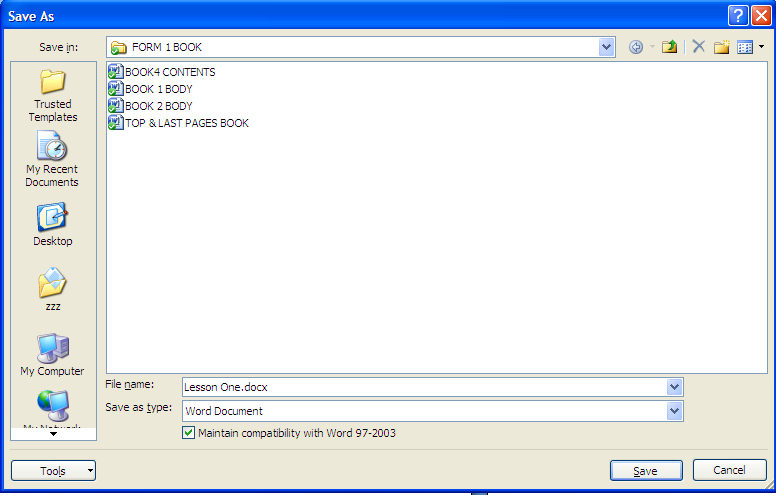 Save As
Save in:
FORM 1 BOOK
Trusted
Templates
My Recent
Documents
Desktop
zzz
My Computer
My Network
BOOK4 CONTENTS
BOOK 1 BODY
BOOK 2 BODY
TOP & LAST PAGES BOOK
File name:
Lesson One.docx
Save as type:
Word Document
Maintain compatibility with Word 97-2003
Tools
Save
Cancel